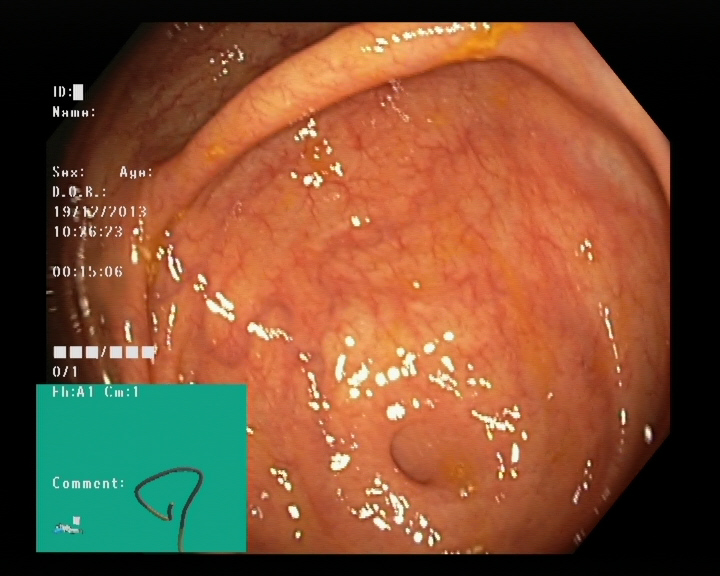 ID:
Name:
Sex: Age:
D.O.B.:
19/12/2013
10:26:23
00:15:06
/
0/1
Eh:A1 Cm:1
Comment: